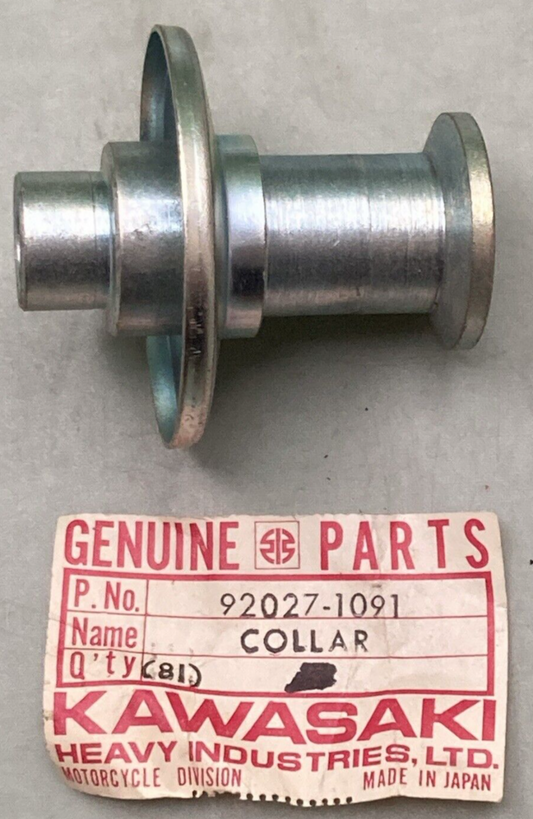 GENUINE PARTS
P. No. 92027-1091
Name COLLAR
Q'ty (81)
KAWASAKI
HEAVY INDUSTRIES, LTD.
MOTORCYCLE DIVISION MADE IN JAPAN